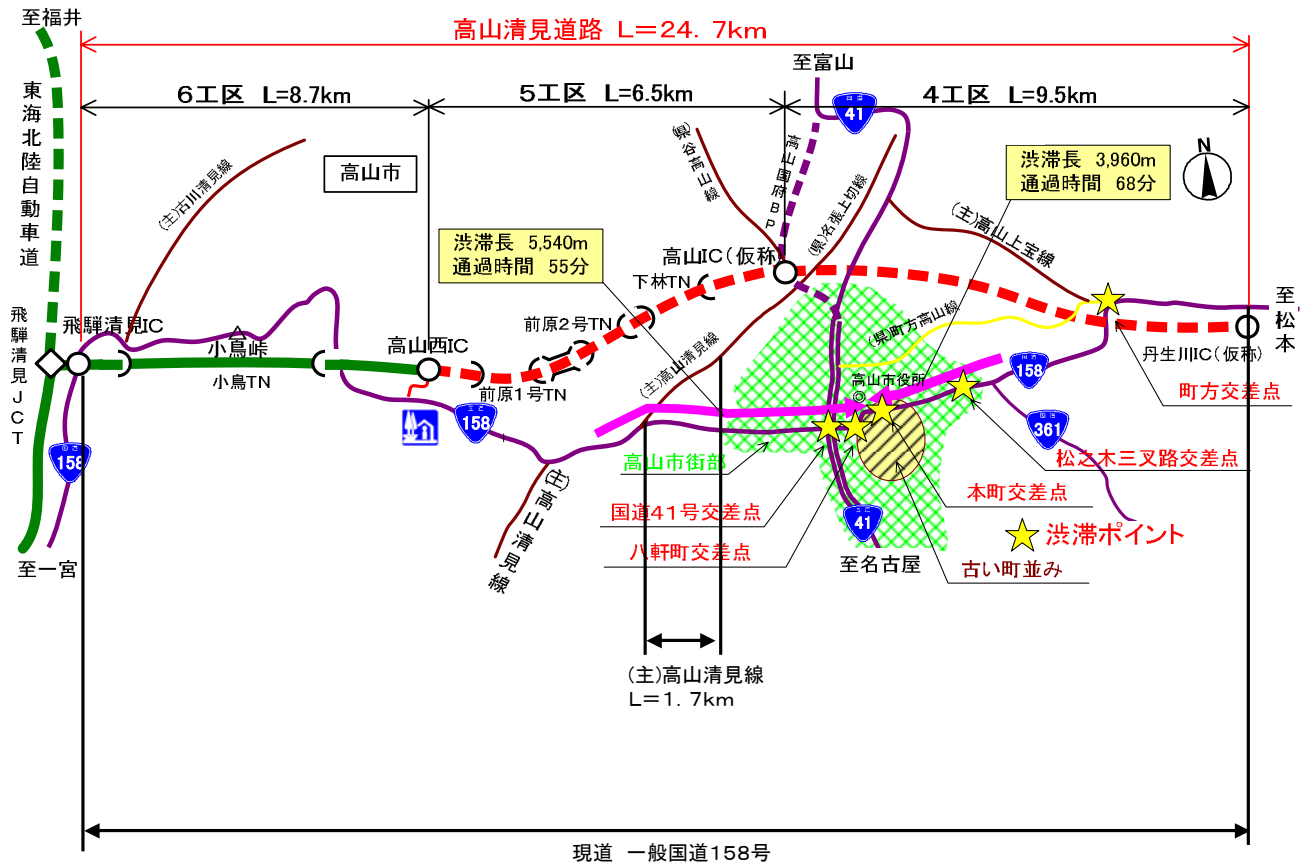 至福井
高山清見道路 L=24.7km
至富山
6工区 L=8.7km
5工区 L=6.5km
4工区 L=9.5km
41
東海北陸自動車道
高山市
(主)古川清見線
(県)谷高山線
高山国府BP
(県)名張上切線
渋滞長 3,960m
通過時間 68分
N
(主)高山上宝線
渋滞長 5,540m
通過時間 55分
高山IC(仮称)
下林TN
至松本
飛騨清見IC
飛騨清見JCT
小鳥峠
小鳥TN
高山西IC
前原2号TN
前原1号TN
(主)高山清見線
(県)町方高山線
高山市役所
丹生川IC(仮称)
158
町方交差点
158
361
158
高山市街部
松之木三叉路交差点
(主)高山清見線
国道41号交差点
本町交差点
41
渋滞ポイント
八軒町交差点
至名古屋
古い町並み
至一宮
(主)高山清見線
L=1.7km
現道 一般国道158号